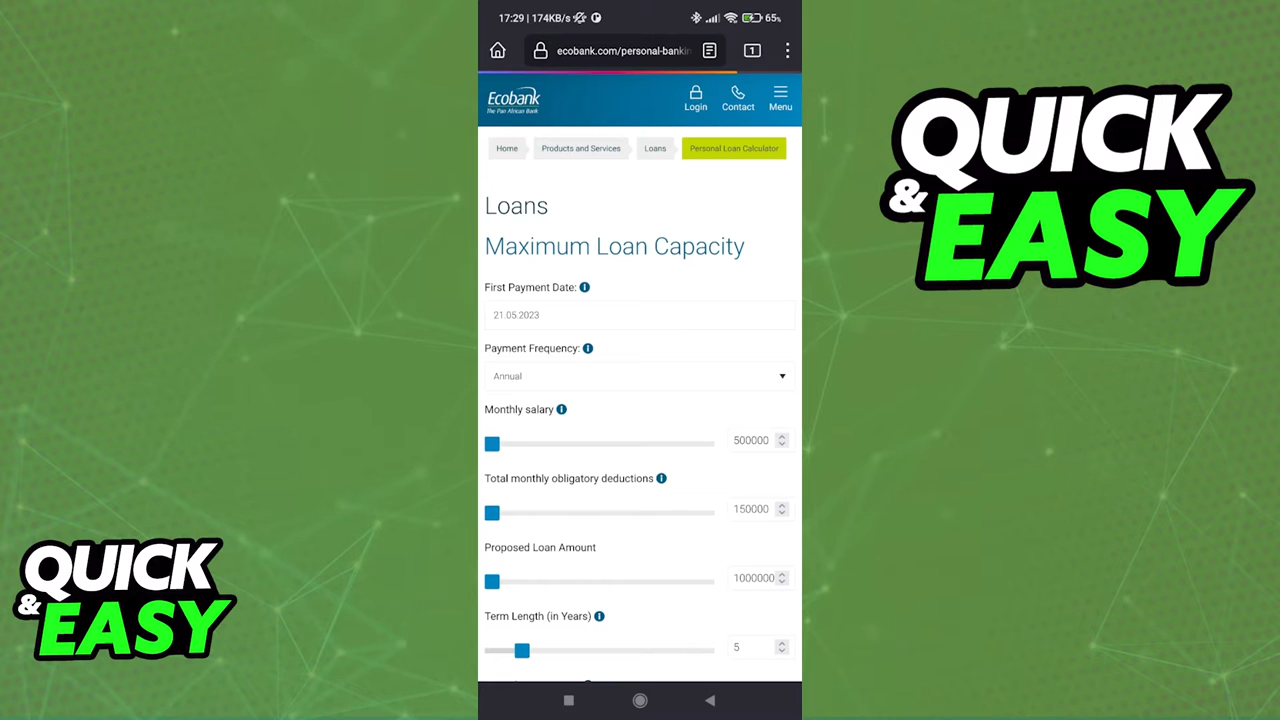 17:29 | 174KB/s
65%
ecobank.com/personal-bankin
1
Ecobank
The Pan African Bank
Login
Contact
Menu
Home
Products and Services
Loans
Personal Loan Calculator
Loans
Maximum Loan Capacity
First Payment Date:
21.05.2023
Payment Frequency:
Annual
Monthly salary
500000
Total monthly obligatory deductions
150000
Proposed Loan Amount
1000000
Term Length (in Years)
5
QUICK
& EASY
QUICK
& EASY